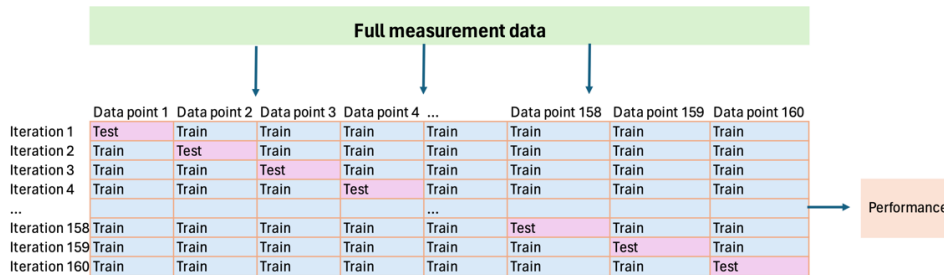 Full measurement data
Data point 1 Data point 2 Data point 3 Data point 4 ... Data point 158 Data point 159 Data point 160
Iteration 1 Test Train Train Train Train Train Train Train
Iteration 2 Train Test Train Train Train Train Train Train
Iteration 3 Train Train Test Train Train Train Train Train
Iteration 4 Train Train Train Test Train Train Train Train
... ...
Performance
Iteration 158 Train Train Train Train Train Test Train Train
Iteration 159 Train Train Train Train Train Train Test Train
Iteration 160 Train Train Train Train Train Train Train Test